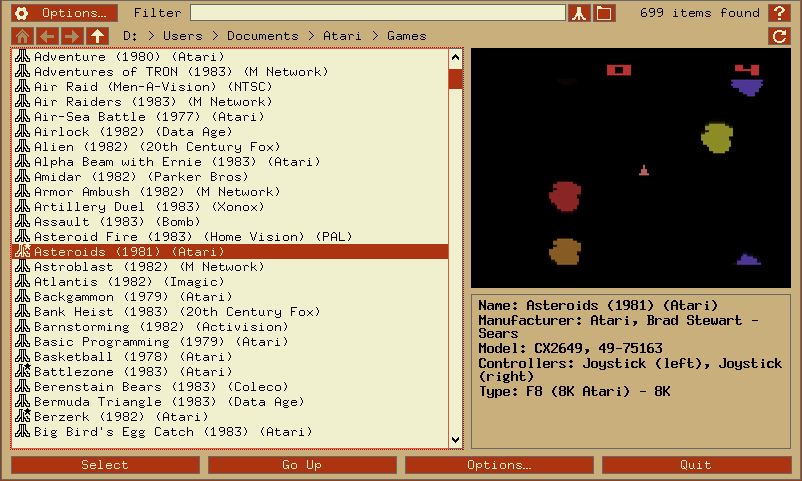 Options… Filter 699 items found ?
D: > Users > Documents > Atari > Games
Adventure (1980) (Atari)
Adventures of TRON (1983) (M Network)
Air Raid (Men-A-Vision) (NTSC)
Air Raiders (1983) (M Network)
Air-Sea Battle (1977) (Atari)
Airlock (1982) (Data Age)
Alien (1982) (20th Century Fox)
Alpha Beam with Ernie (1983) (Atari)
Amidar (1982) (Parker Bros)
Armor Ambush (1982) (M Network)
Artillery Duel (1983) (Xonox)
Assault (1983) (Bomb)
Asteroid Fire (1983) (Home Vision) (PAL)
Asteroids (1981) (Atari)
Astroblast (1982) (M Network)
Atlantis (1982) (Imagic)
Backgammon (1979) (Atari)
Bank Heist (1983) (20th Century Fox)
Barnstorming (1982) (Activision)
Basic Programming (1979) (Atari)
Basketball (1978) (Atari)
Battlezone (1983) (Atari)
Berenstain Bears (1983) (Coleco)
Bermuda Triangle (1983) (Data Age)
Berzerk (1982) (Atari)
Big Bird's Egg Catch (1983) (Atari)
Name: Asteroids (1981) (Atari)
Manufacturer: Atari, Brad Stewart -
Sears
Model: CX2649, 49-75163
Controllers: Joystick (left), Joystick
(right)
Type: F8 (8K Atari) - 8K
Select Go Up Options… Quit